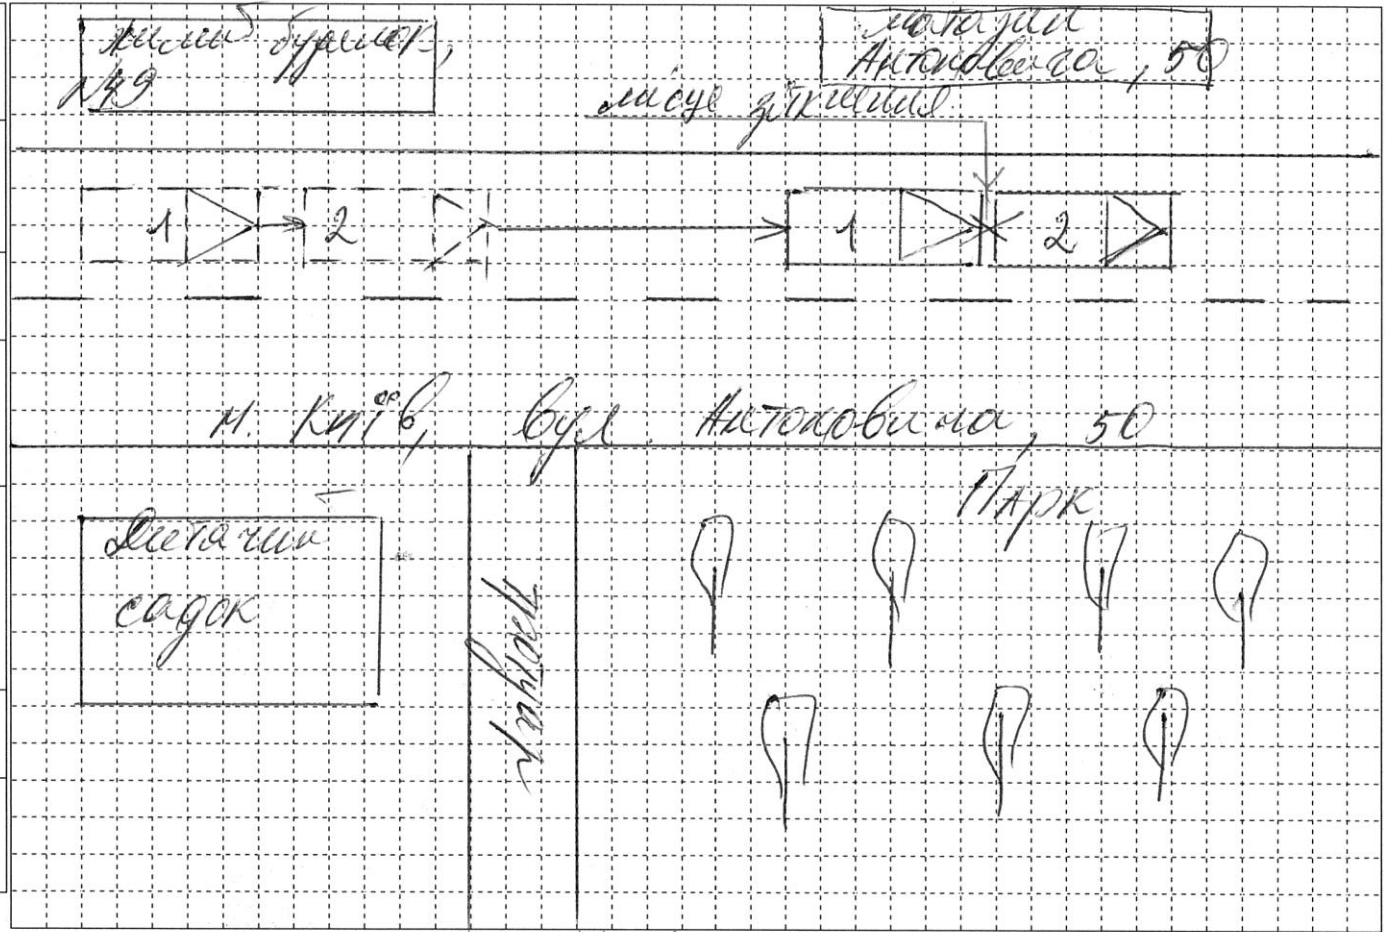 жилий будинок,
№49
магазин
Антоновича, 50
місце зіткнення
1
2
1
2
м. Київ, вул. Антоновича, 50
Парк
Дитячий
садок